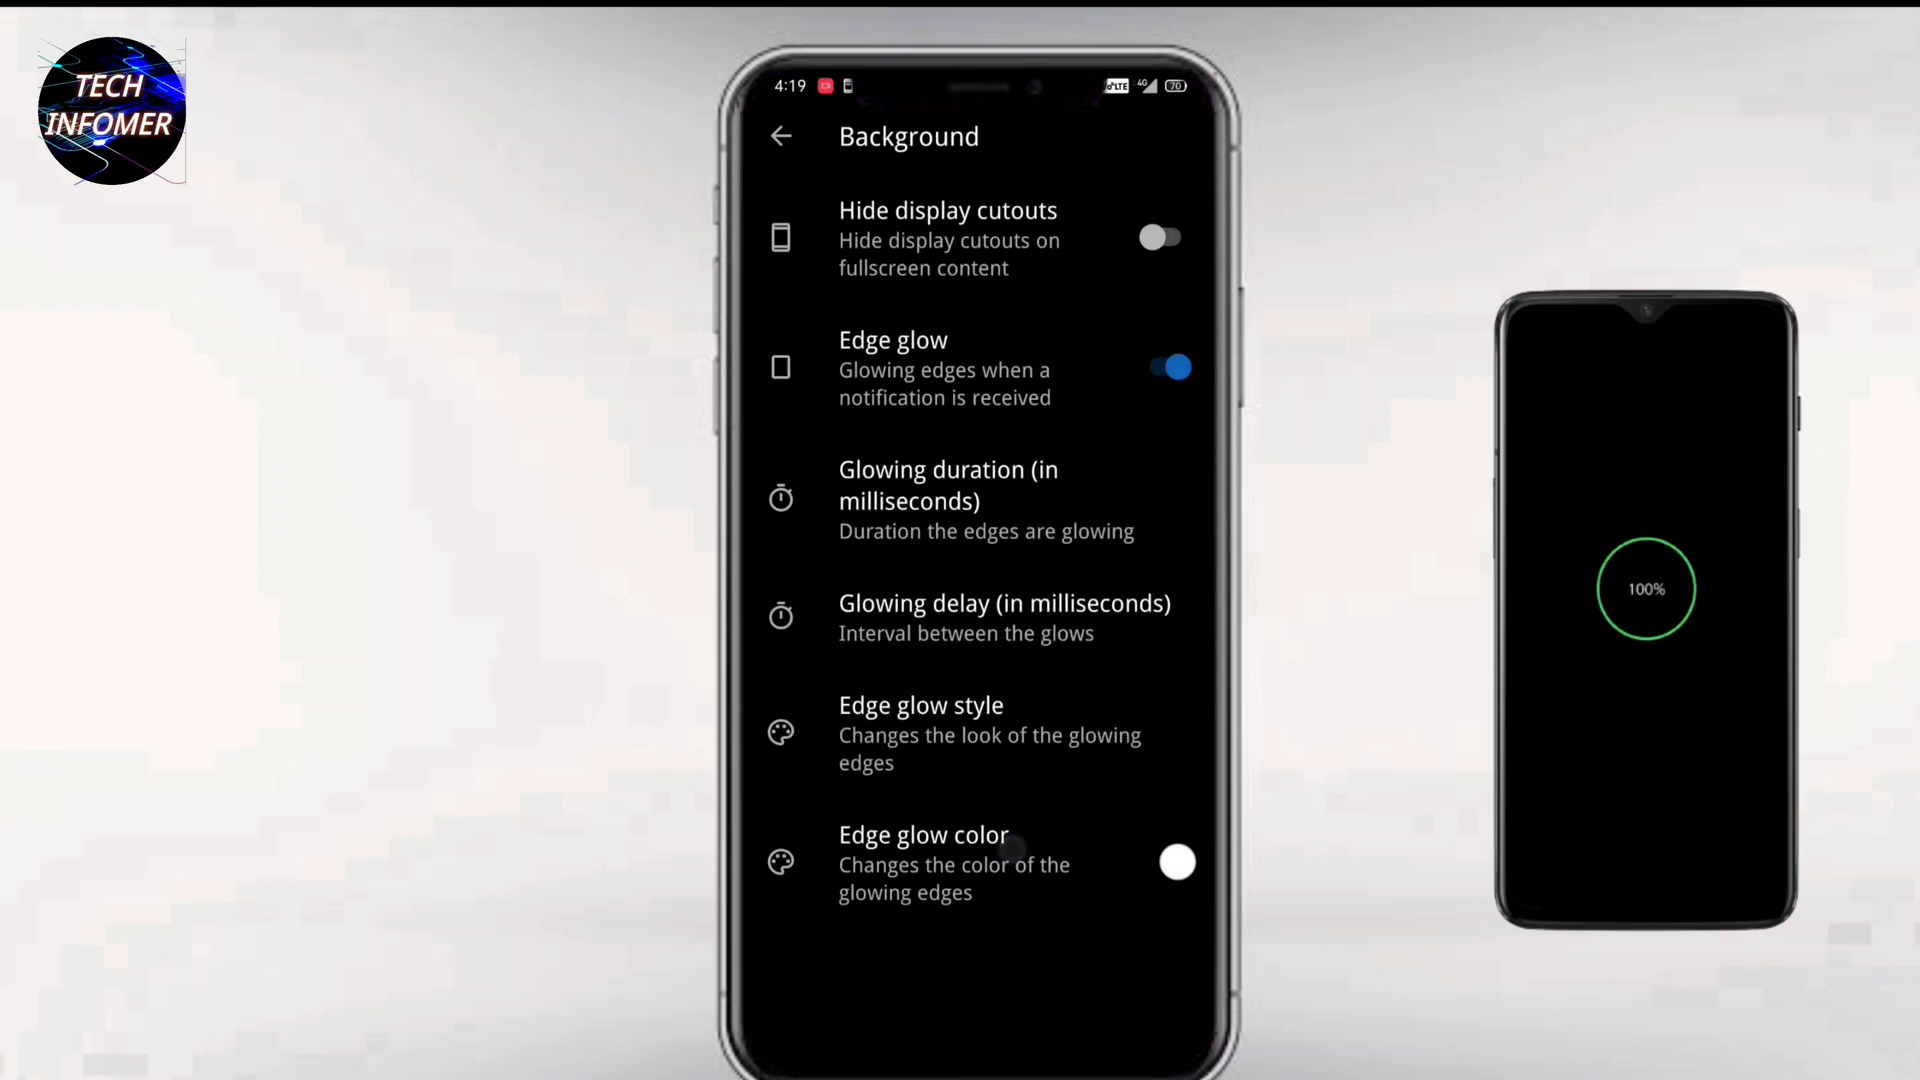 TECH
INFOMER
4:19
4G
70
Background
Hide display cutouts
Hide display cutouts on
fullscreen content
Edge glow
Glowing edges when a
notification is received
Glowing duration (in
milliseconds)
Duration the edges are glowing
Glowing delay (in milliseconds)
Interval between the glows
Edge glow style
Changes the look of the glowing
edges
Edge glow color
Changes the color of the
glowing edges
100%